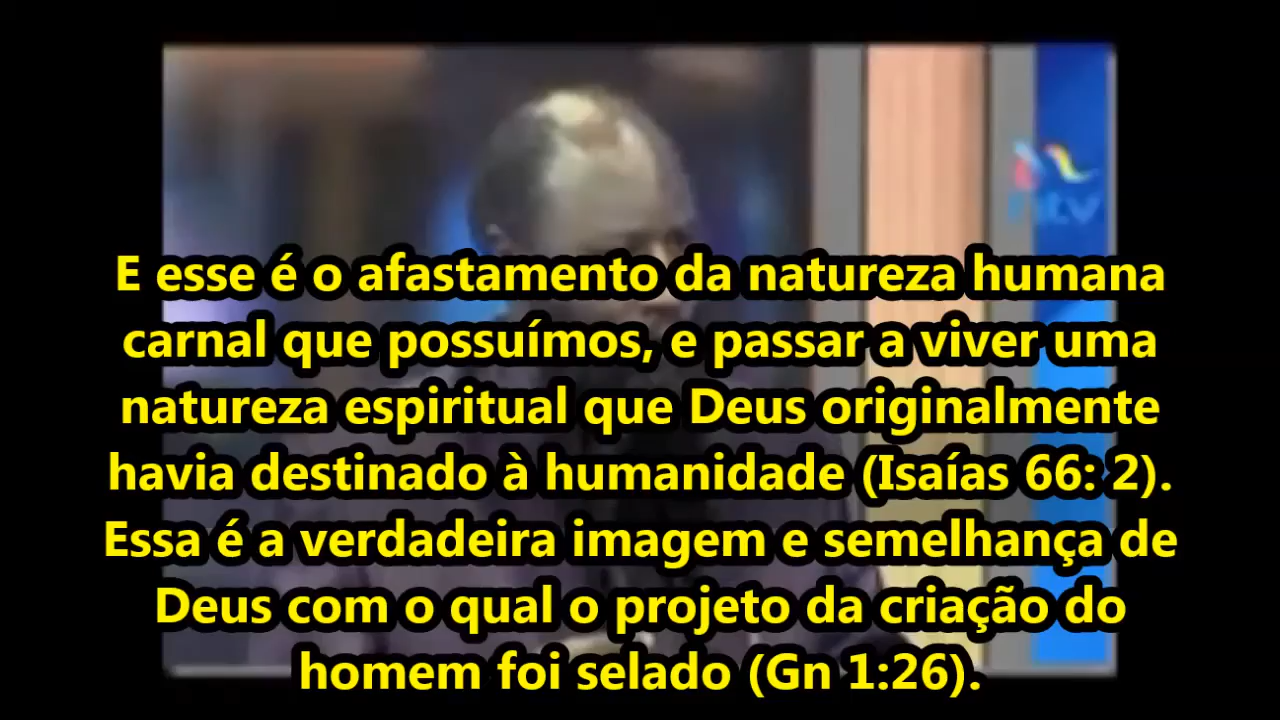 ntv
E esse é o afastamento da natureza humana
carnal que possuímos, e passar a viver uma
natureza espiritual que Deus originalmente
havia destinado à humanidade (Isaías 66: 2).
Essa é a verdadeira imagem e semelhança de
Deus com o qual o projeto da criação do
homem foi selado (Gn 1:26).